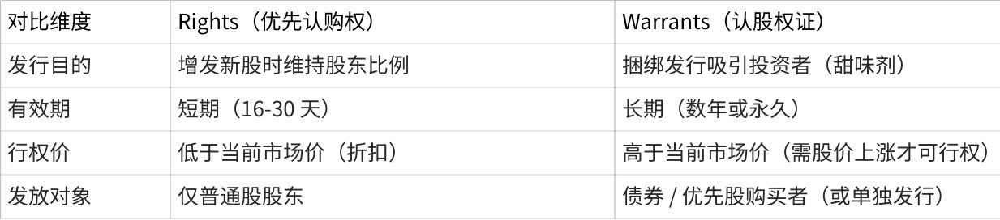 对比维度 Rights（优先认购权） Warrants（认股权证）
发行目的 增发新股时维持股东比例 捆绑发行吸引投资者（甜味剂）
有效期 短期（16-30 天） 长期（数年或永久）
行权价 低于当前市场价（折扣） 高于当前市场价（需股价上涨才可行权）
发放对象 仅普通股股东 债券 / 优先股购买者（或单独发行）